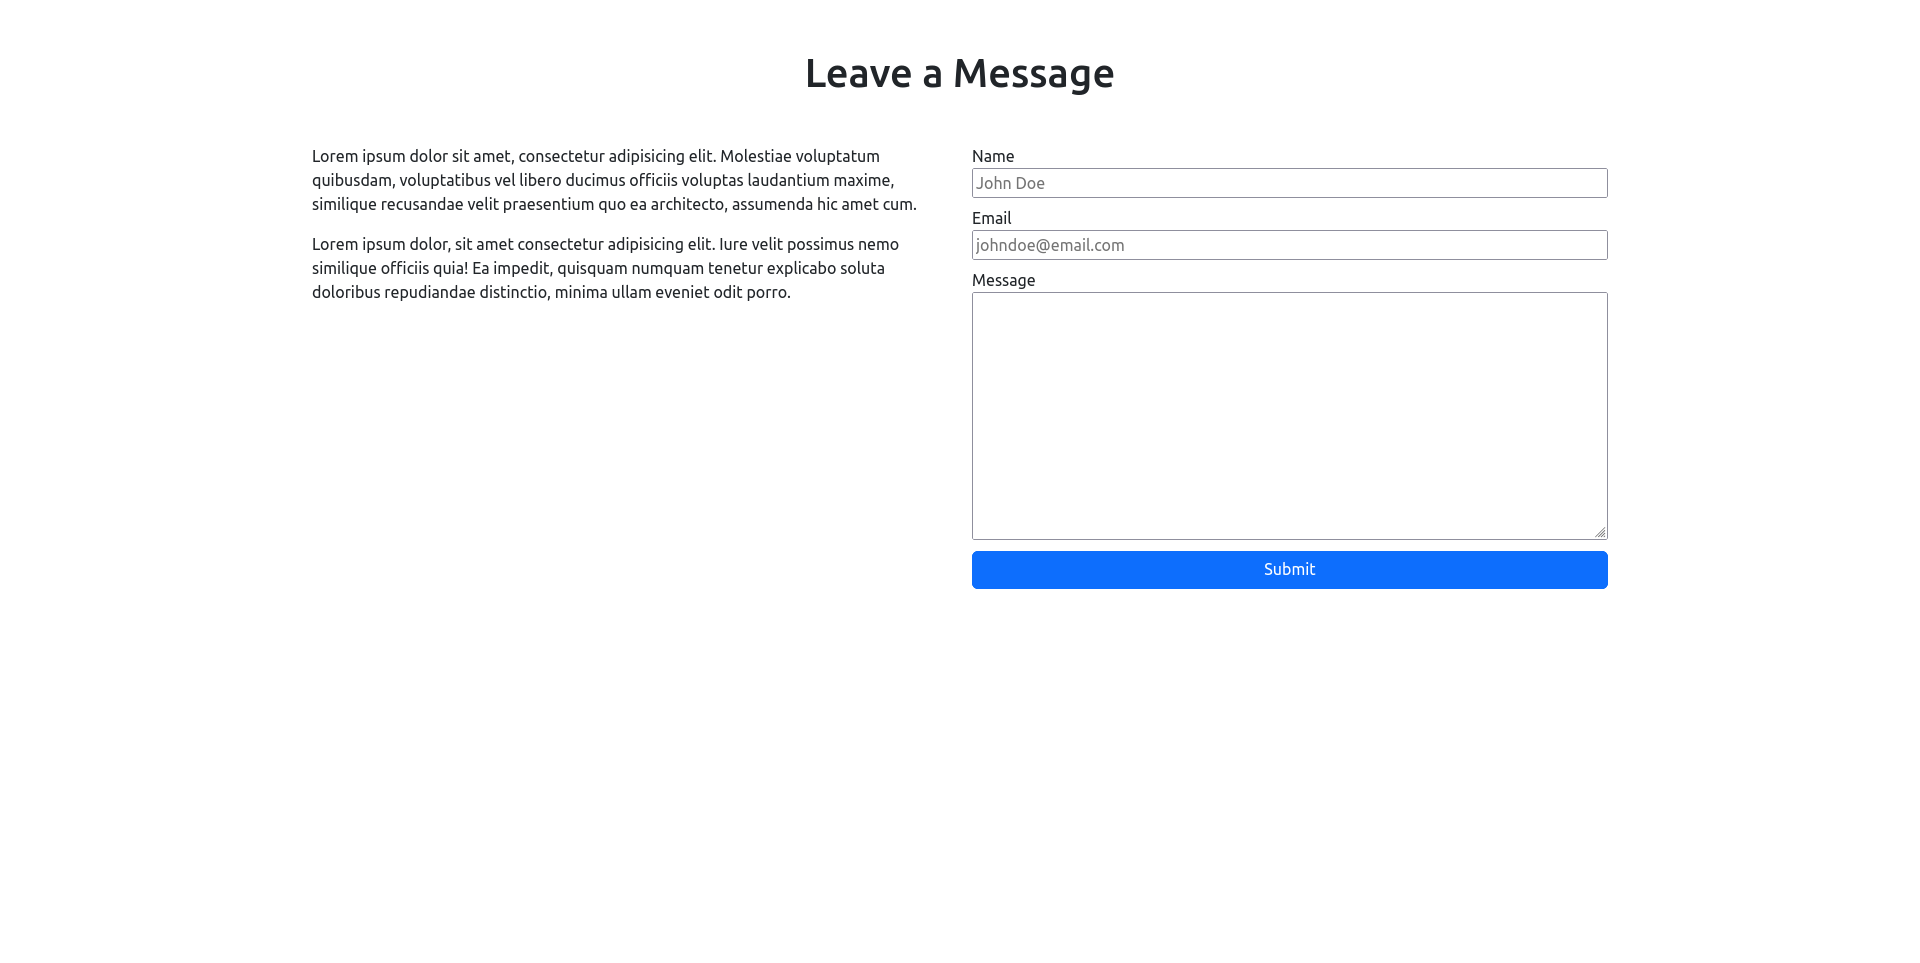 Leave a Message
Lorem ipsum dolor sit amet, consectetur adipisicing elit. Molestiae voluptatum
quibusdam, voluptatibus vel libero ducimus officiis voluptas laudantium maxime,
similique recusandae velit praesentium quo ea architecto, assumenda hic amet cum.
Lorem ipsum dolor, sit amet consectetur adipisicing elit. Iure velit possimus nemo
similique officiis quia! Ea impedit, quisquam numquam tenetur explicabo soluta
doloribus repudiandae distinctio, minima ullam eveniet odit porro.
Name
John Doe
Email
johndoe@email.com
Message
Submit